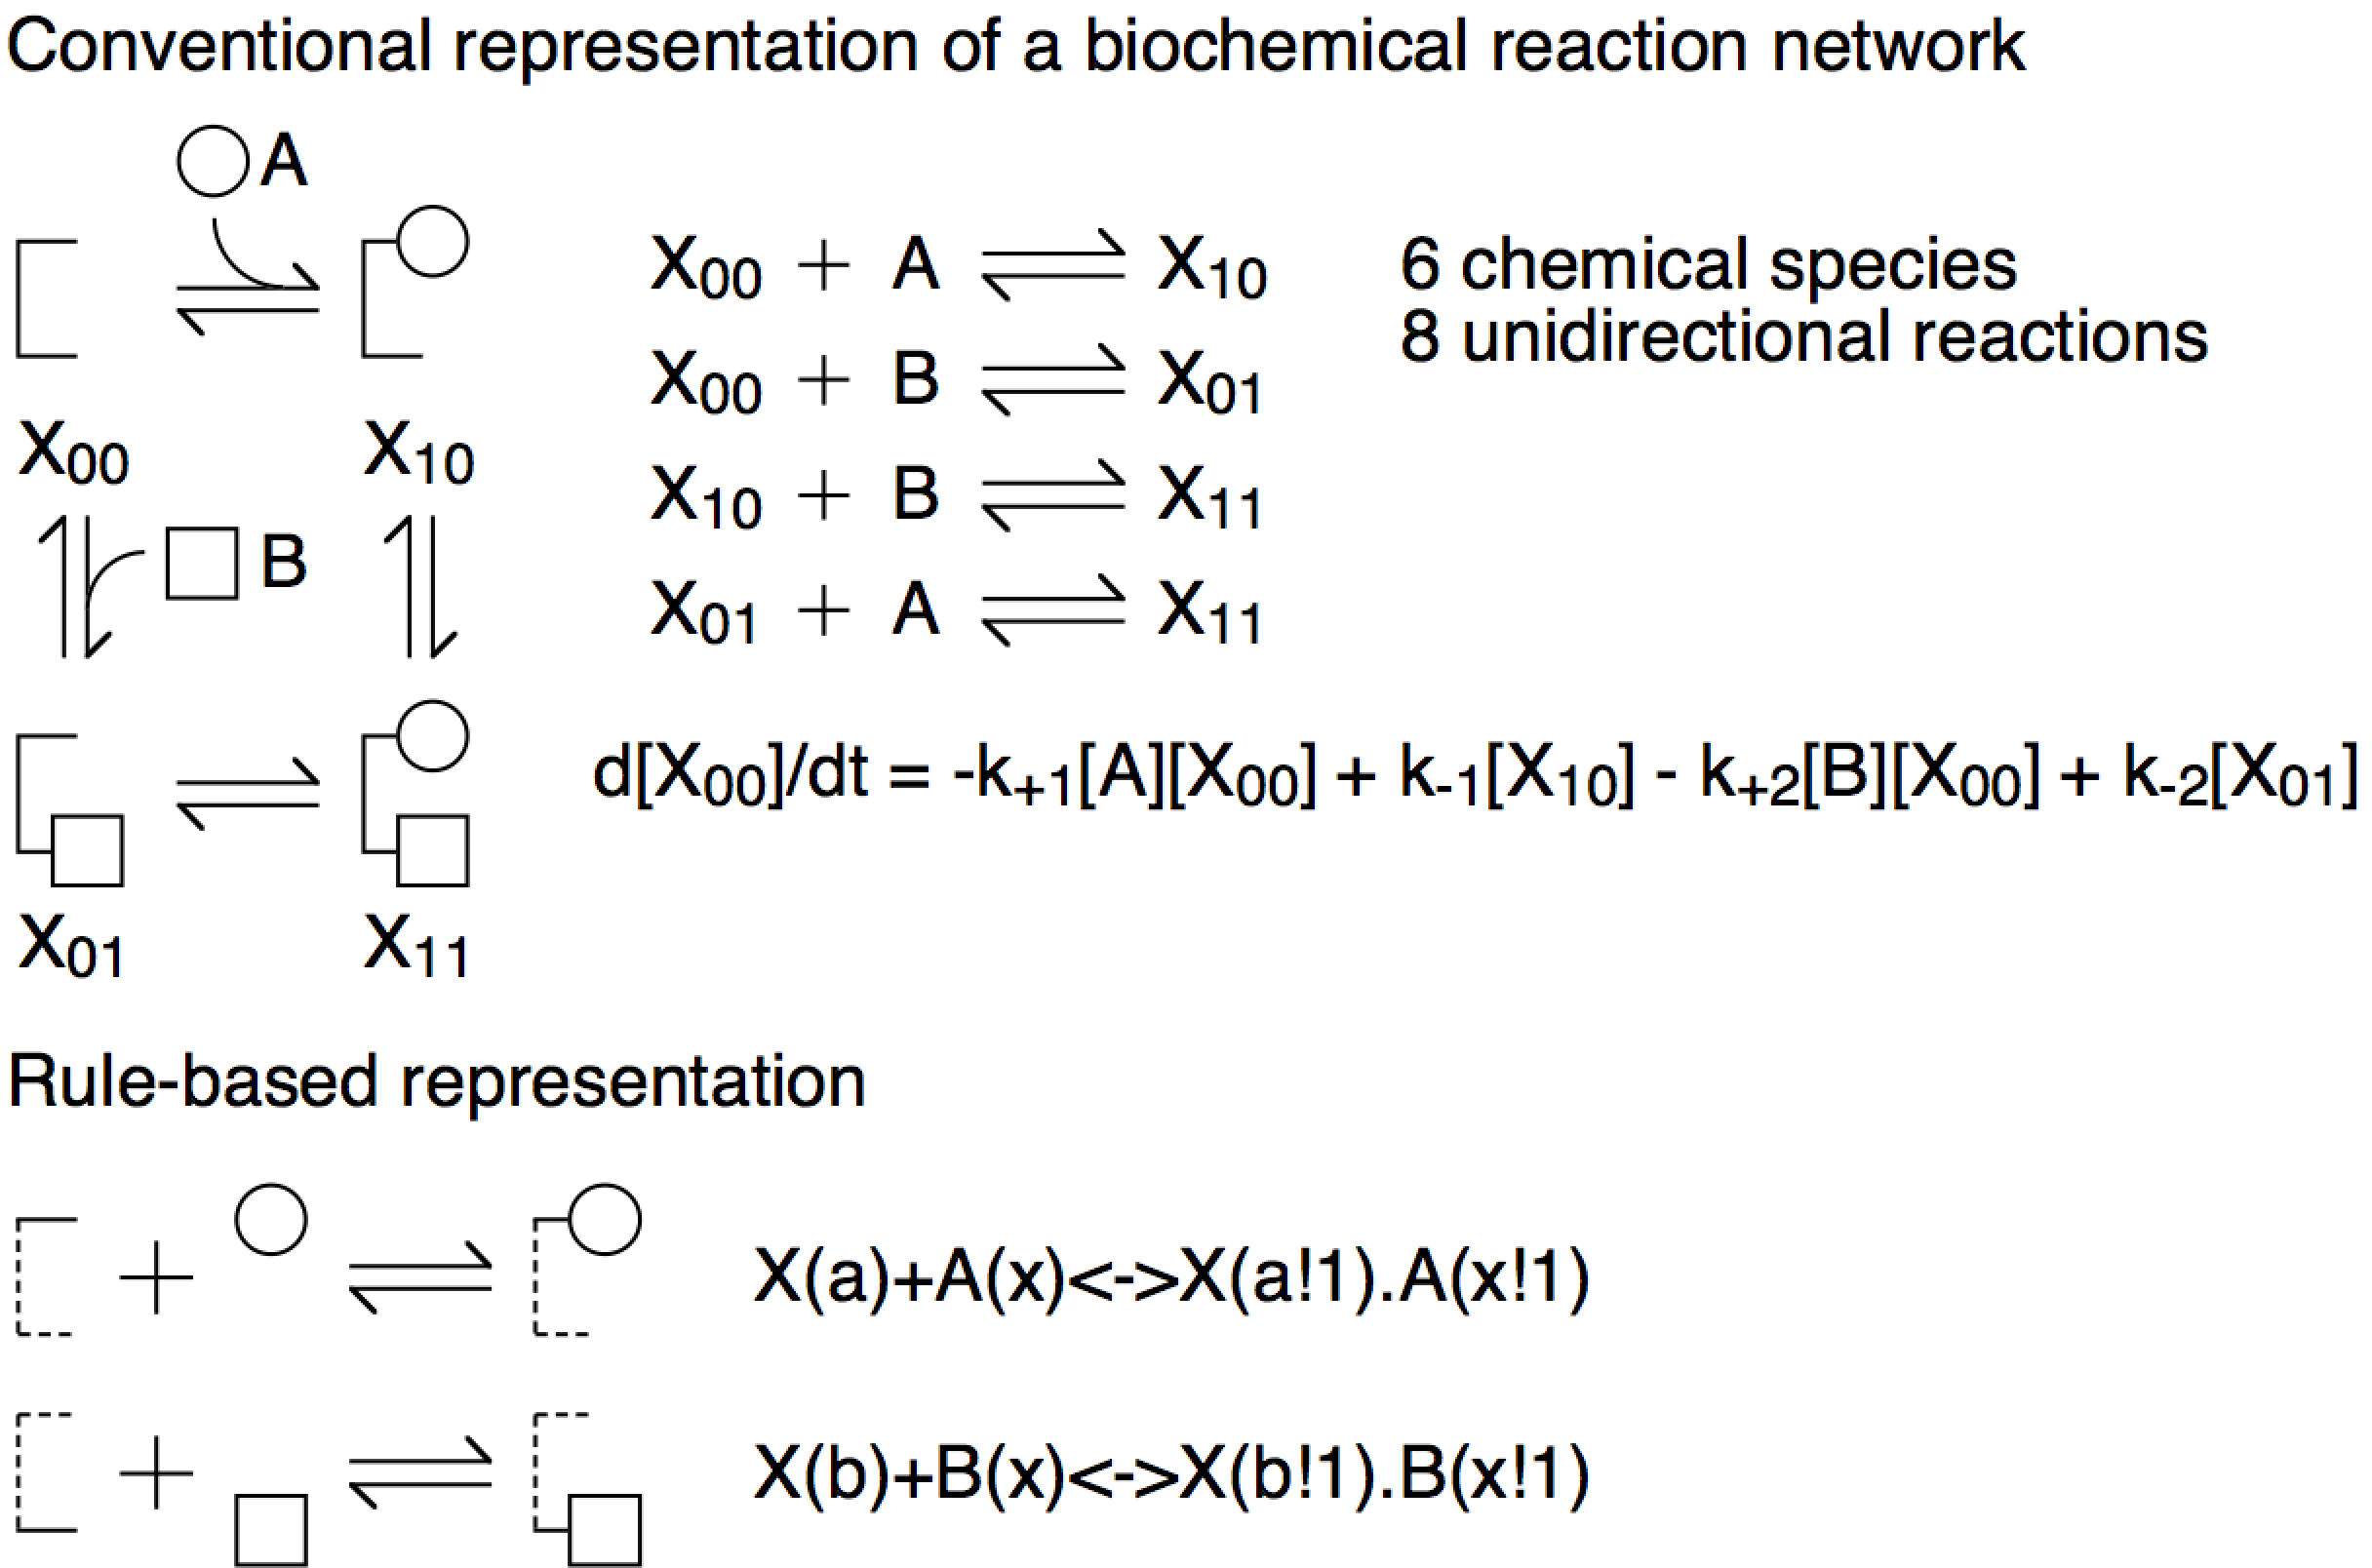 Conventional representation of a biochemical reaction network
A
X00 X10
B
X01 X11
X00 + A ⇌ X10
X00 + B ⇌ X01
X10 + B ⇌ X11
X01 + A ⇌ X11
6 chemical species
8 unidirectional reactions
d[X00]/dt = -k+1[A][X00] + k-1[X10] - k+2[B][X00] + k-2[X01]
Rule-based representation
X(a)+A(x)<->X(a!1).A(x!1)
X(b)+B(x)<->X(b!1).B(x!1)